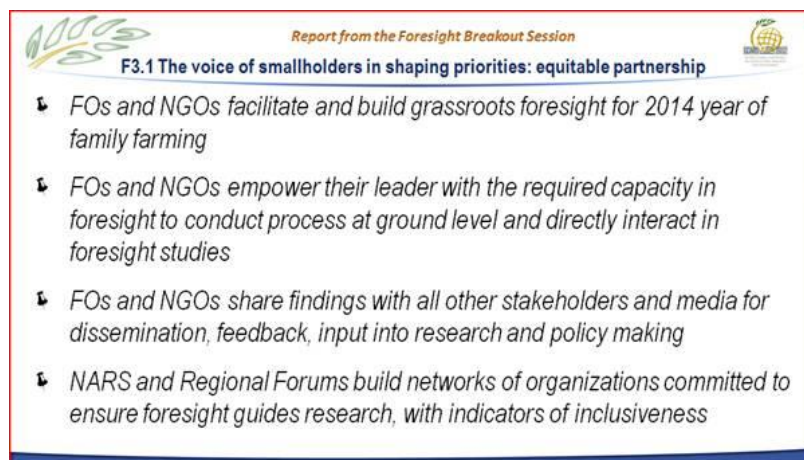 Report from the Foresight Breakout Session
F3.1 The voice of smallholders in shaping priorities: equitable partnership
FOs and NGOs facilitate and build grassroots foresight for 2014 year of
family farming
FOs and NGOs empower their leader with the required capacity in
foresight to conduct process at ground level and directly interact in
foresight studies
FOs and NGOs share findings with all other stakeholders and media for
dissemination, feedback, input into research and policy making
NARS and Regional Forums build networks of organizations committed to
ensure foresight guides research, with indicators of inclusiveness